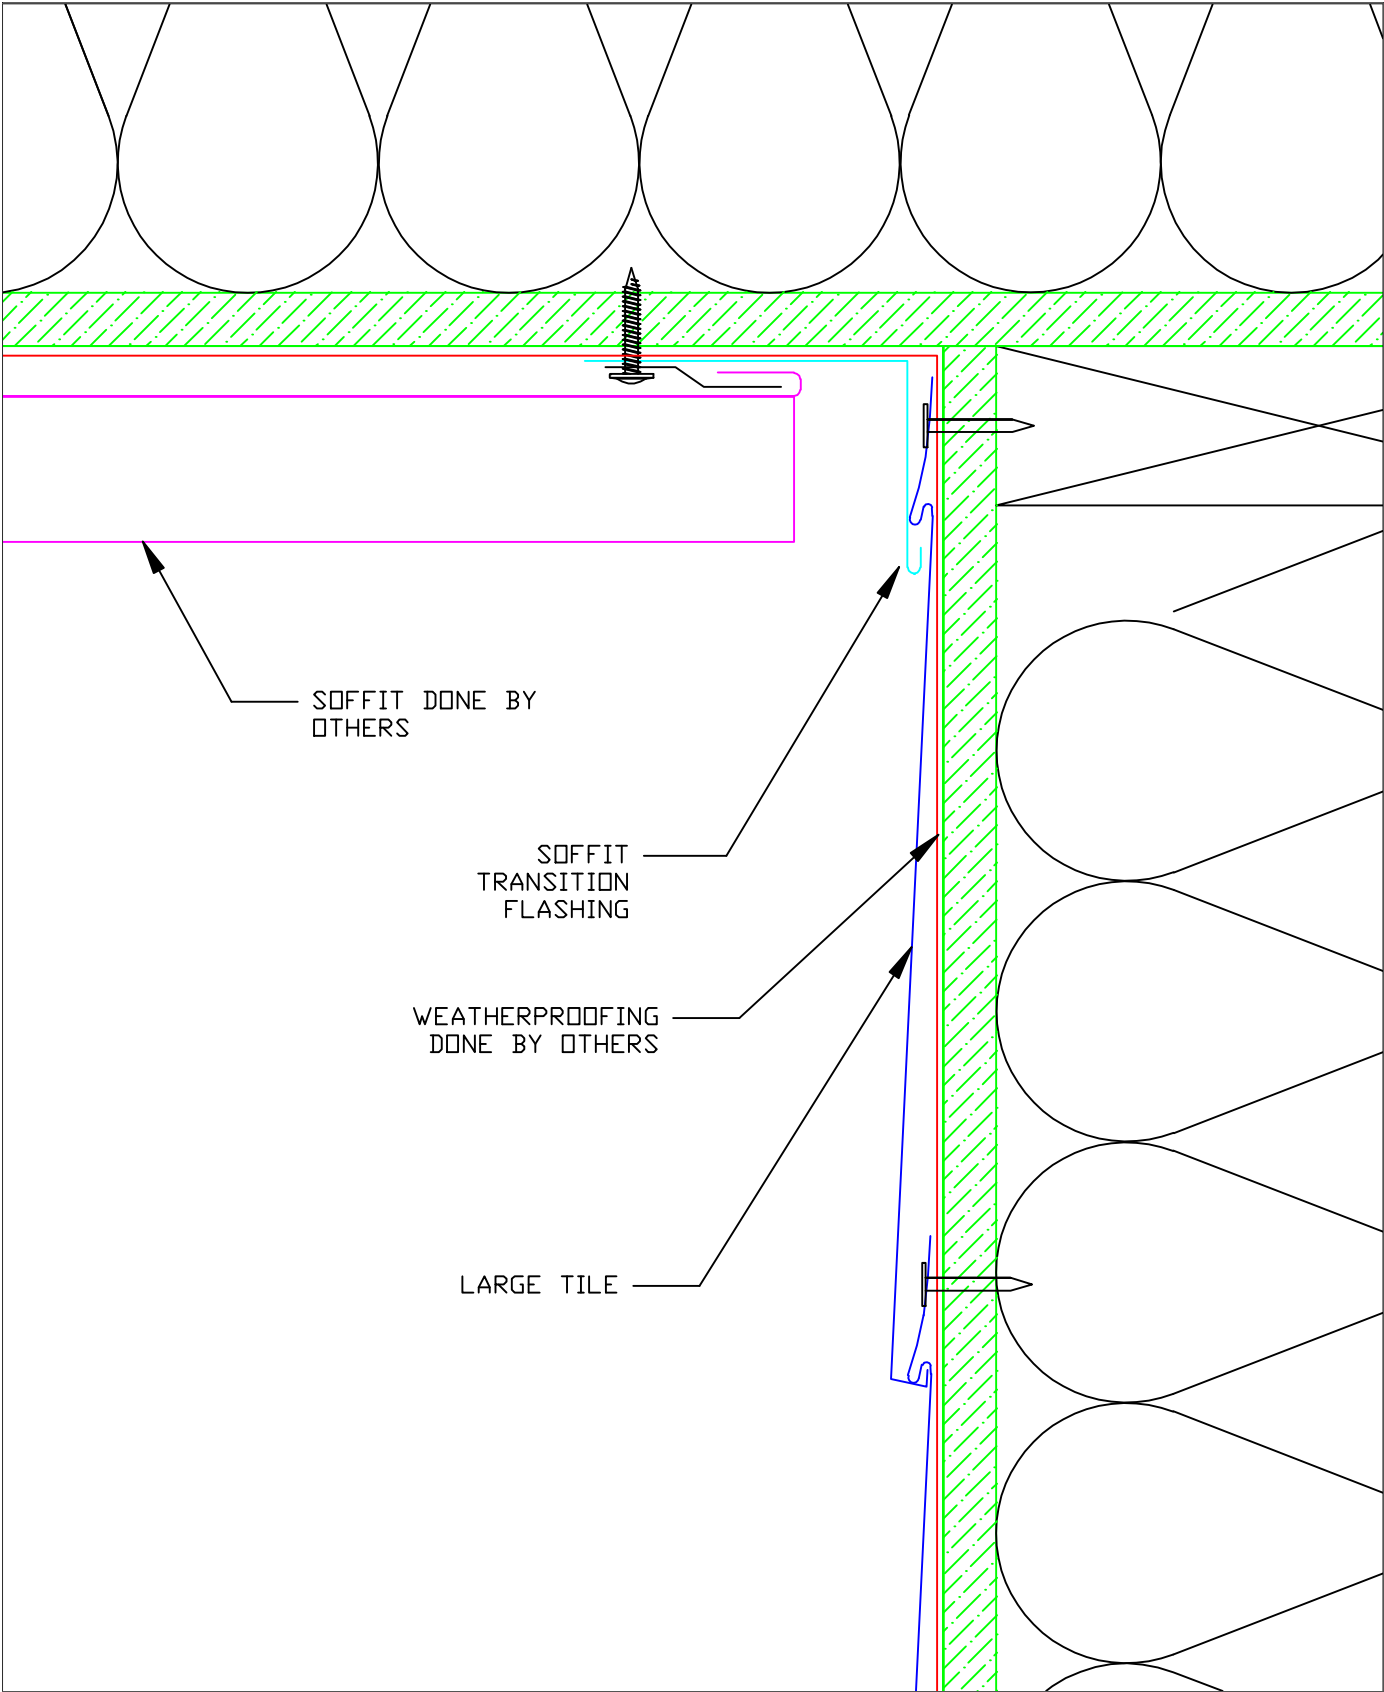 SOFFIT DONE BY
OTHERS
SOFFIT
TRANSITION
FLASHING
WEATHERPROOFING
DONE BY OTHERS
LARGE TILE